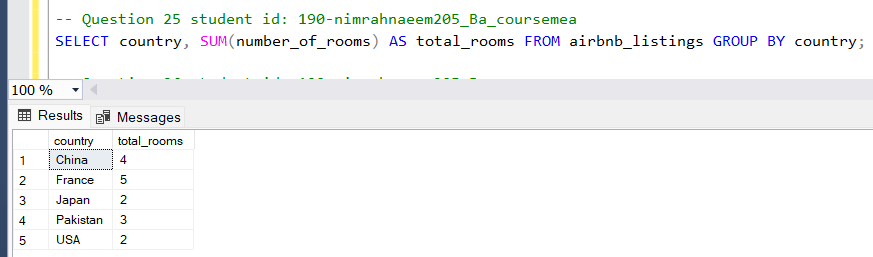 -- Question 25 student id: 190-nimrahnaeem205_Ba_coursemea
SELECT country, SUM(number_of_rooms) AS total_rooms FROM airbnb_listings GROUP BY country;
100 %
Results Messages
country total_rooms
1 China 4
2 France 5
3 Japan 2
4 Pakistan 3
5 USA 2